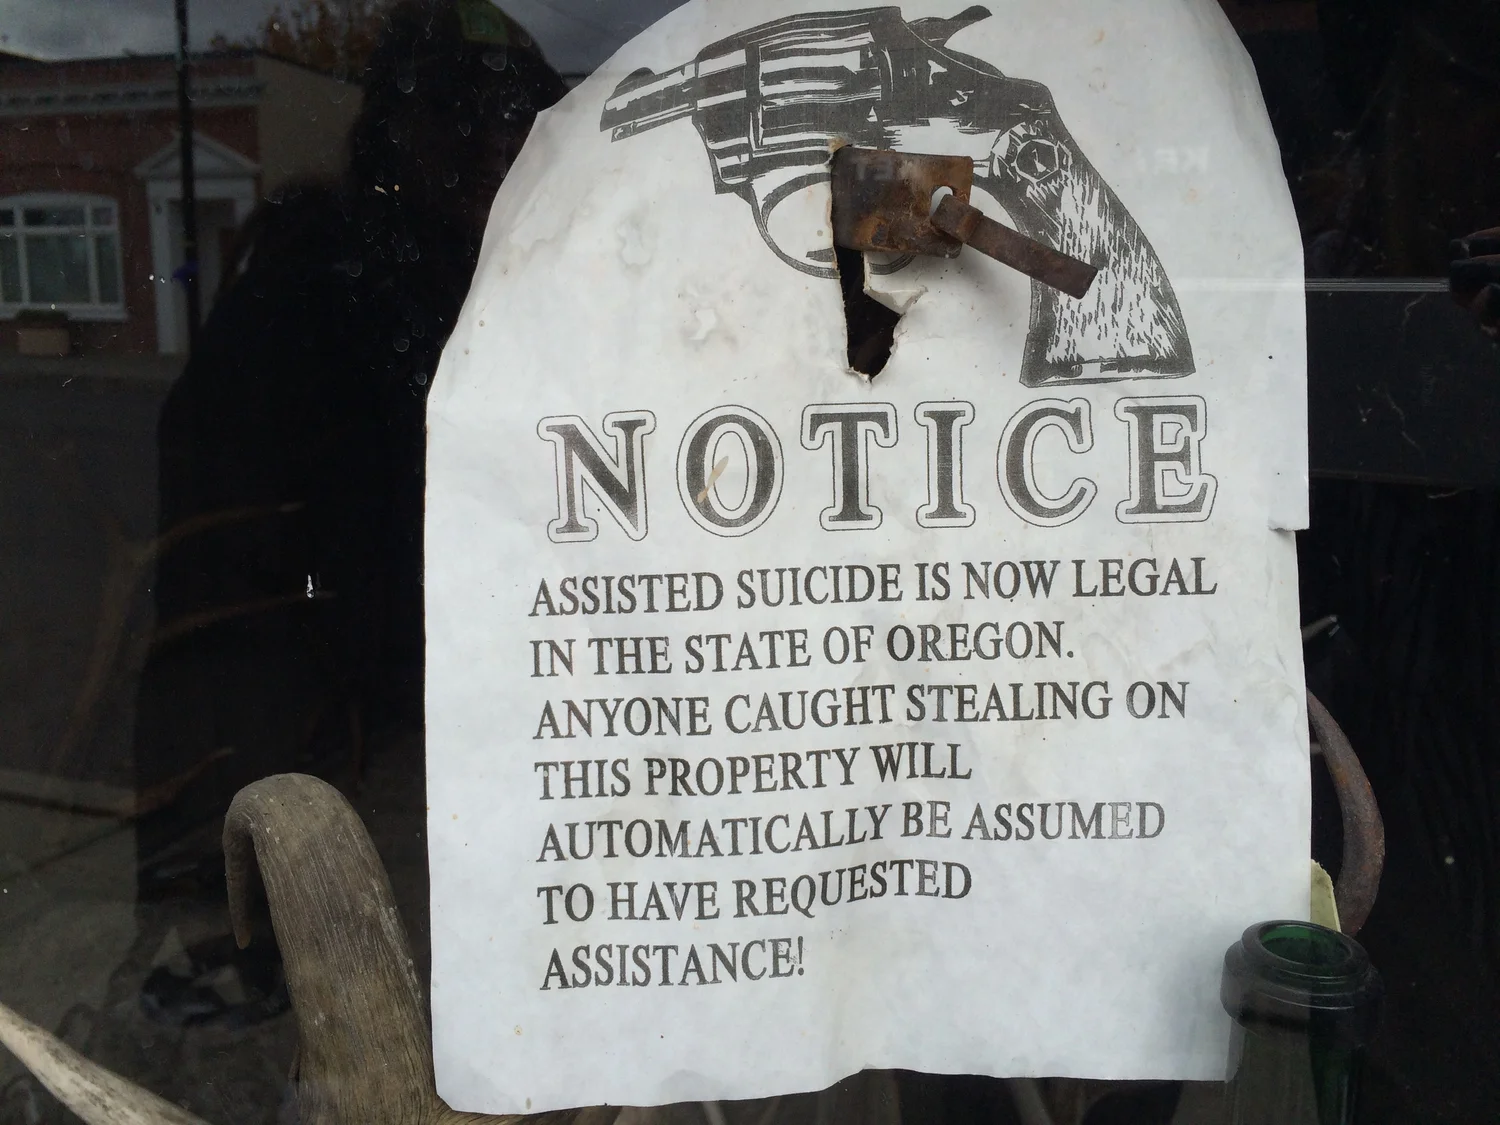 NOTICE
ASSISTED SUICIDE IS NOW LEGAL
IN THE STATE OF OREGON.
ANYONE CAUGHT STEALING ON
THIS PROPERTY WILL
AUTOMATICALLY BE ASSUMED
TO HAVE REQUESTED
ASSISTANCE!